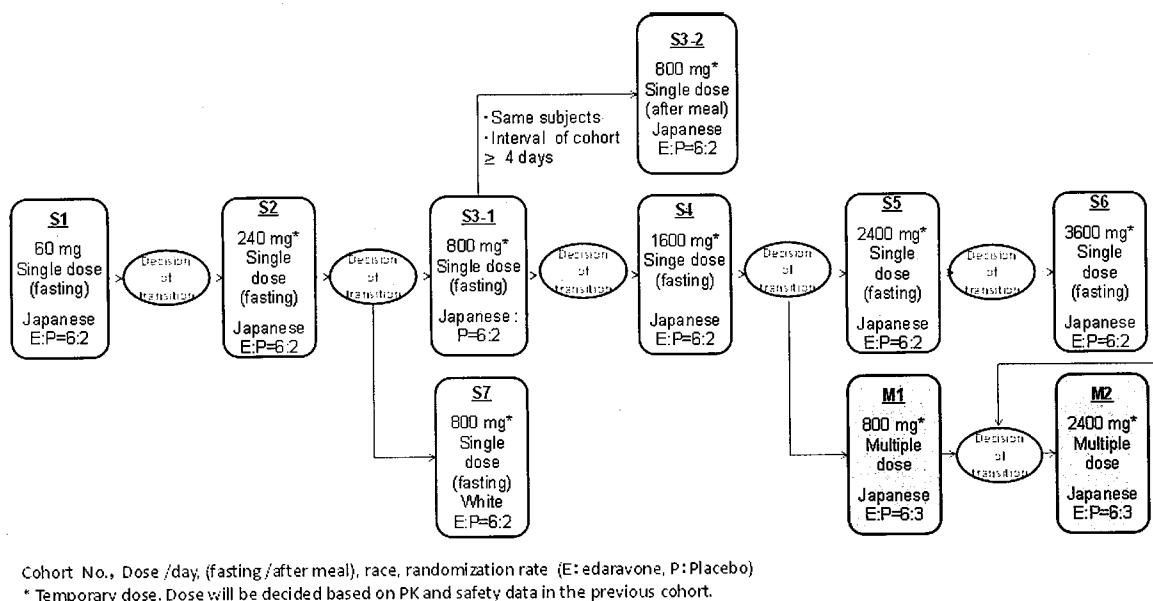 S3-2
800 mg*
Single dose
(after meal)
Japanese
E:P=6:2
・Same subjects
・Interval of cohort
≥ 4 days
S1
60 mg
Single dose
(fasting)
Japanese
E:P=6:2
Decision
of
transition
S2
240 mg*
Single
dose
(fasting)
Japanese
E:P=6:2
Decision
of
transition
S3-1
800 mg*
Single dose
(fasting)
Japanese :
P=6:2
Decision
of
transition
S4
1600 mg*
Singe dose
(fasting)
Japanese
E:P=6:2
Decision
of
transition
S5
2400 mg*
Single
dose
(fasting)
Japanese
E:P=6:2
Decision
of
transition
S6
3600 mg*
Single
dose
(fasting)
Japanese
E:P=6:2
S7
800 mg*
Single
dose
(fasting)
White
E:P=6:2
M1
800 mg*
Multiple
dose
Japanese
E:P=6:3
Decision
of
transition
M2
2400 mg*
Multiple
dose
Japanese
E:P=6:3
Cohort No., Dose /day, (fasting /after meal), race, randomization rate (E: edaravone, P: Placebo)
* Temporary dose. Dose will be decided based on PK and safety data in the previous cohort.